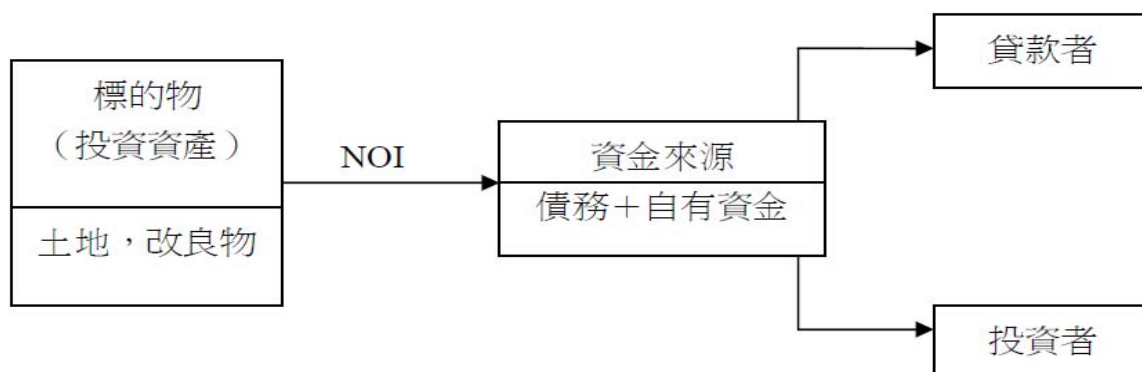 標的物
（投資資產）
土地，改良物
NOI
資金來源
債務＋自有資金
貸款者
投資者